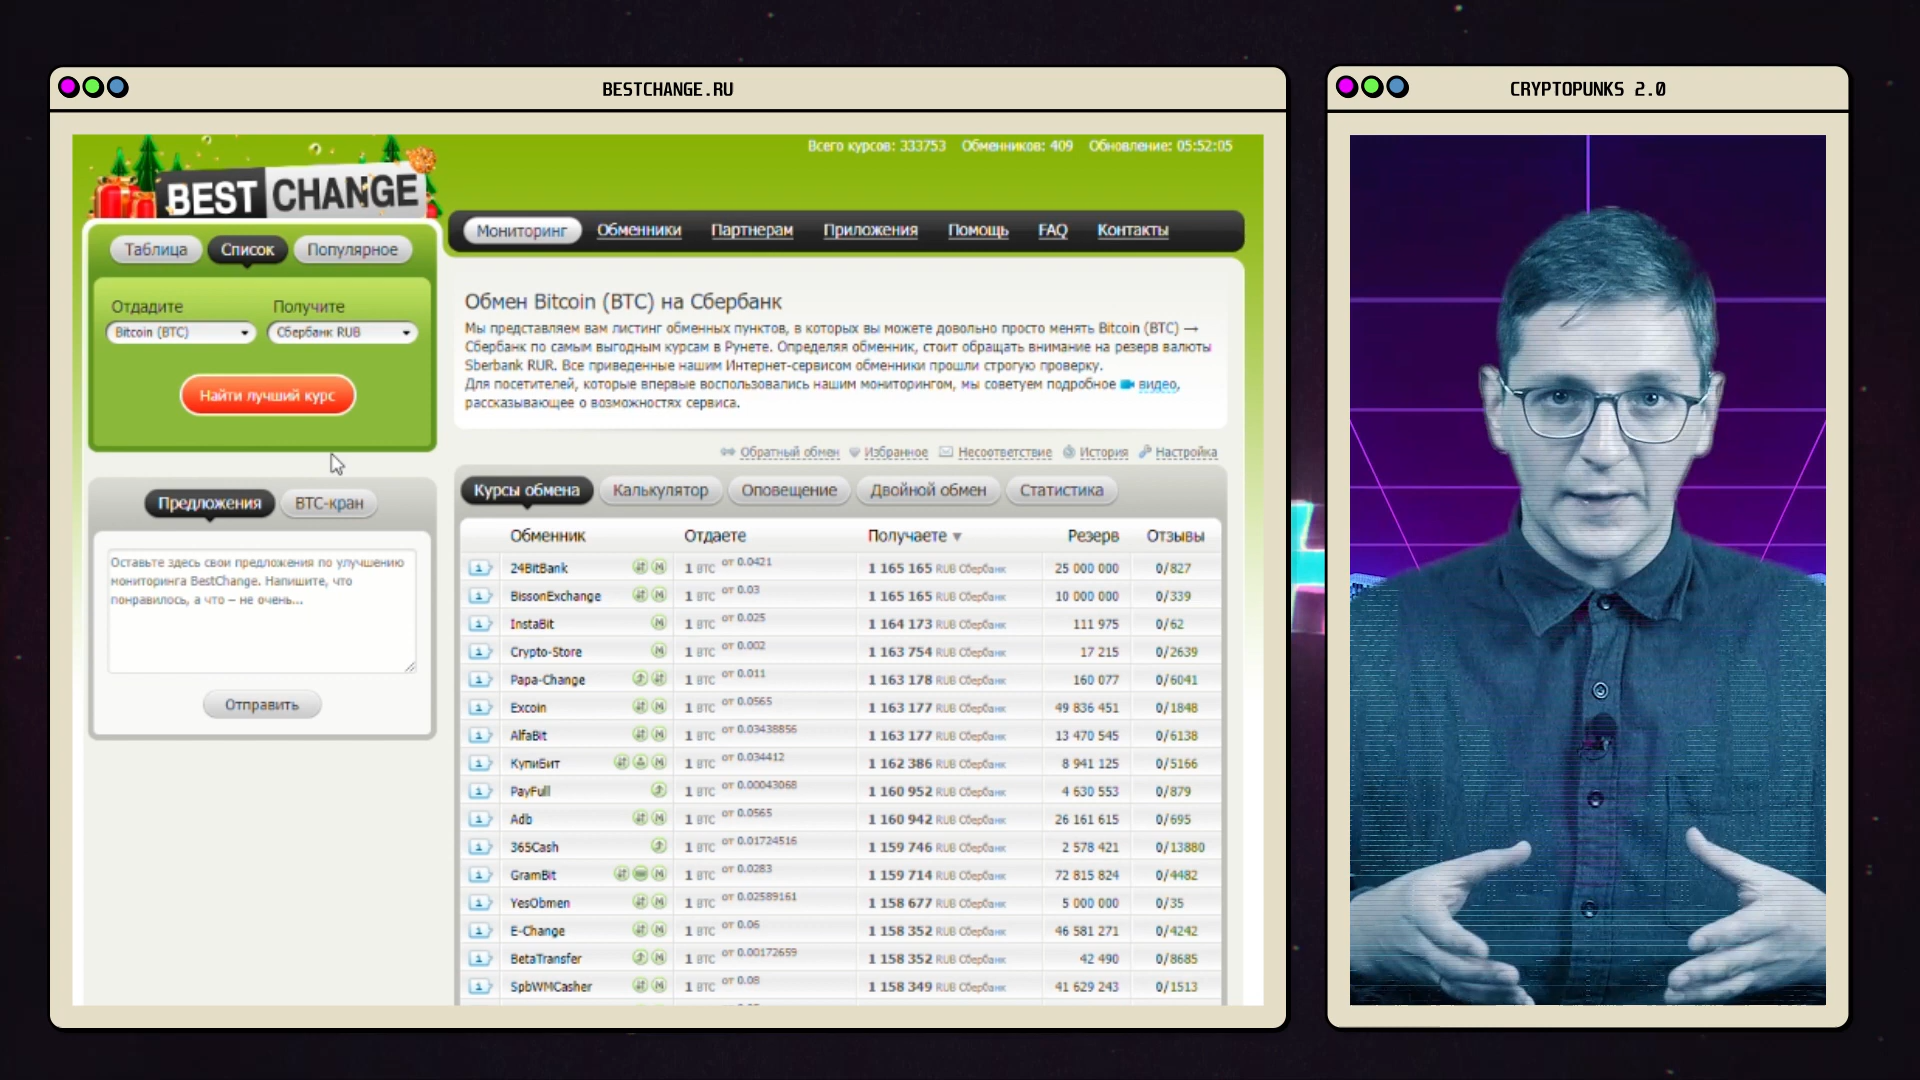 BESTCHANGE.RU
CRYPTOPUNKS 2.0
Всего курсов: 333753 Обменников: 409 Обновление: 05:52:05
BEST CHANGE
Мониторинг Обменники Партнерам Приложения Помощь FAQ Контакты
Таблица Список Популярное
Отдадите Получите
Bitcoin (BTC) Сбербанк RUB
Найти лучший курс
Предложения BTC-кран
Оставьте здесь свои предложения по улучшению
мониторинга BestChange. Напишите, что
понравилось, а что – не очень...
Отправить
Обмен Bitcoin (BTC) на Сбербанк
Мы представляем вам листинг обменных пунктов, в которых вы можете довольно просто менять Bitcoin (BTC) →
Сбербанк по самым выгодным курсам в Рунете. Определяя обменник, стоит обращать внимание на резерв валюты
Sberbank RUR. Все приведенные нашим Интернет-сервисом обменники прошли строгую проверку.
Для посетителей, которые впервые воспользовались нашим мониторингом, мы советуем подробное видео,
рассказывающее о возможностях сервиса.
Обратный обмен Избранное Несоответствие История Настройка
Курсы обмена Калькулятор Оповещение Двойной обмен Статистика
Обменник Отдаете Получаете ▼ Резерв Отзывы
24BitBank 1 BTC от 0.0421 1 165 165 RUB Сбербанк 25 000 000 0/827
BissonExchange 1 BTC от 0.03 1 165 165 RUB Сбербанк 10 000 000 0/339
InstaBit 1 BTC от 0.025 1 164 173 RUB Сбербанк 111 975 0/62
Crypto-Store 1 BTC от 0.002 1 163 754 RUB Сбербанк 17 215 0/2639
Papa-Change 1 BTC от 0.011 1 163 178 RUB Сбербанк 160 077 0/6041
Excoin 1 BTC от 0.0565 1 163 177 RUB Сбербанк 49 836 451 0/1848
AlfaBit 1 BTC от 0.03438856 1 163 177 RUB Сбербанк 13 470 545 0/6138
КупиБит 1 BTC от 0.034412 1 162 386 RUB Сбербанк 8 941 125 0/5166
PayFull 1 BTC от 0.00043068 1 160 952 RUB Сбербанк 4 630 553 0/879
Adb 1 BTC от 0.0565 1 160 942 RUB Сбербанк 26 161 615 0/695
365Cash 1 BTC от 0.01724516 1 159 746 RUB Сбербанк 2 578 421 0/13880
GramBit 1 BTC от 0.0283 1 159 714 RUB Сбербанк 72 815 824 0/4482
YesObmen 1 BTC от 0.02589161 1 158 677 RUB Сбербанк 5 000 000 0/35
E-Change 1 BTC от 0.06 1 158 352 RUB Сбербанк 46 581 271 0/4242
BetaTransfer 1 BTC от 0.00172659 1 158 352 RUB Сбербанк 42 490 0/8685
SpbWMCasher 1 BTC от 0.08 1 158 349 RUB Сбербанк 41 629 243 0/1513